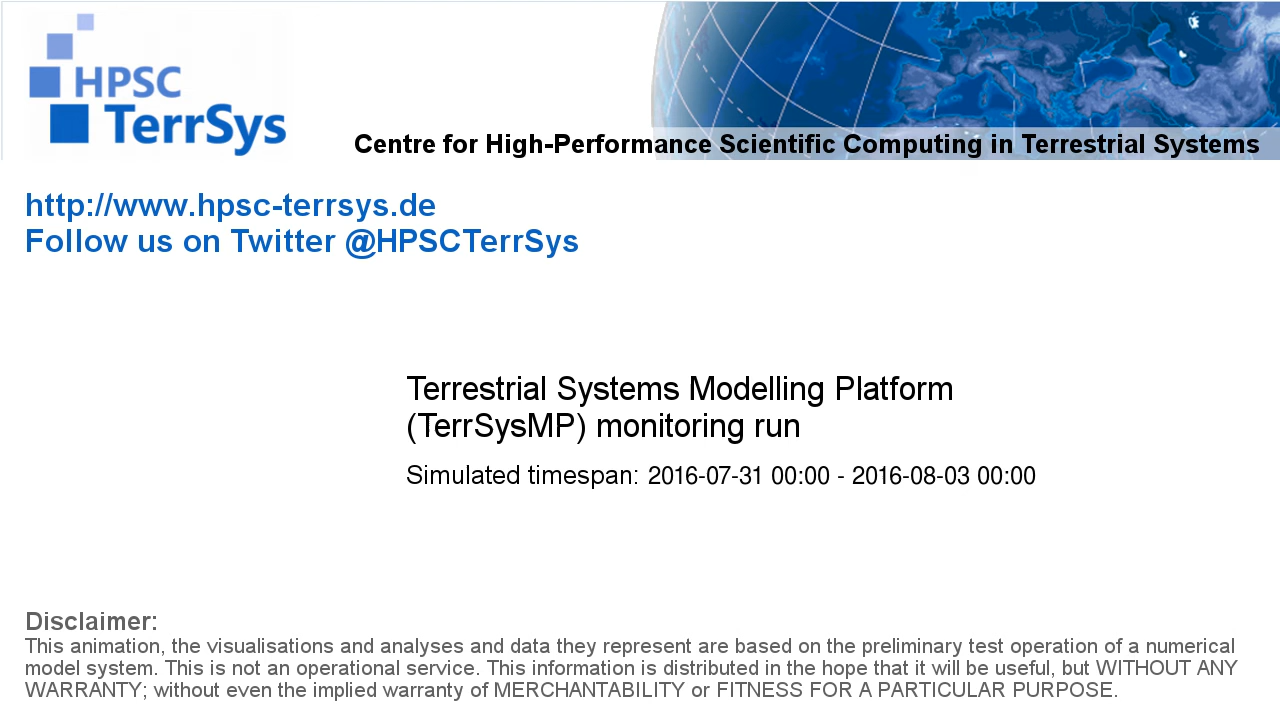 HPSC
TerrSys
Centre for High-Performance Scientific Computing in Terrestrial Systems
http://www.hpsc-terrsys.de
Follow us on Twitter @HPSCTerrSys
Terrestrial Systems Modelling Platform
(TerrSysMP) monitoring run
Simulated timespan: 2016-07-31 00:00 - 2016-08-03 00:00
Disclaimer:
This animation, the visualisations and analyses and data they represent are based on the preliminary test operation of a numerical
model system. This is not an operational service. This information is distributed in the hope that it will be useful, but WITHOUT ANY
WARRANTY; without even the implied warranty of MERCHANTABILITY or FITNESS FOR A PARTICULAR PURPOSE.